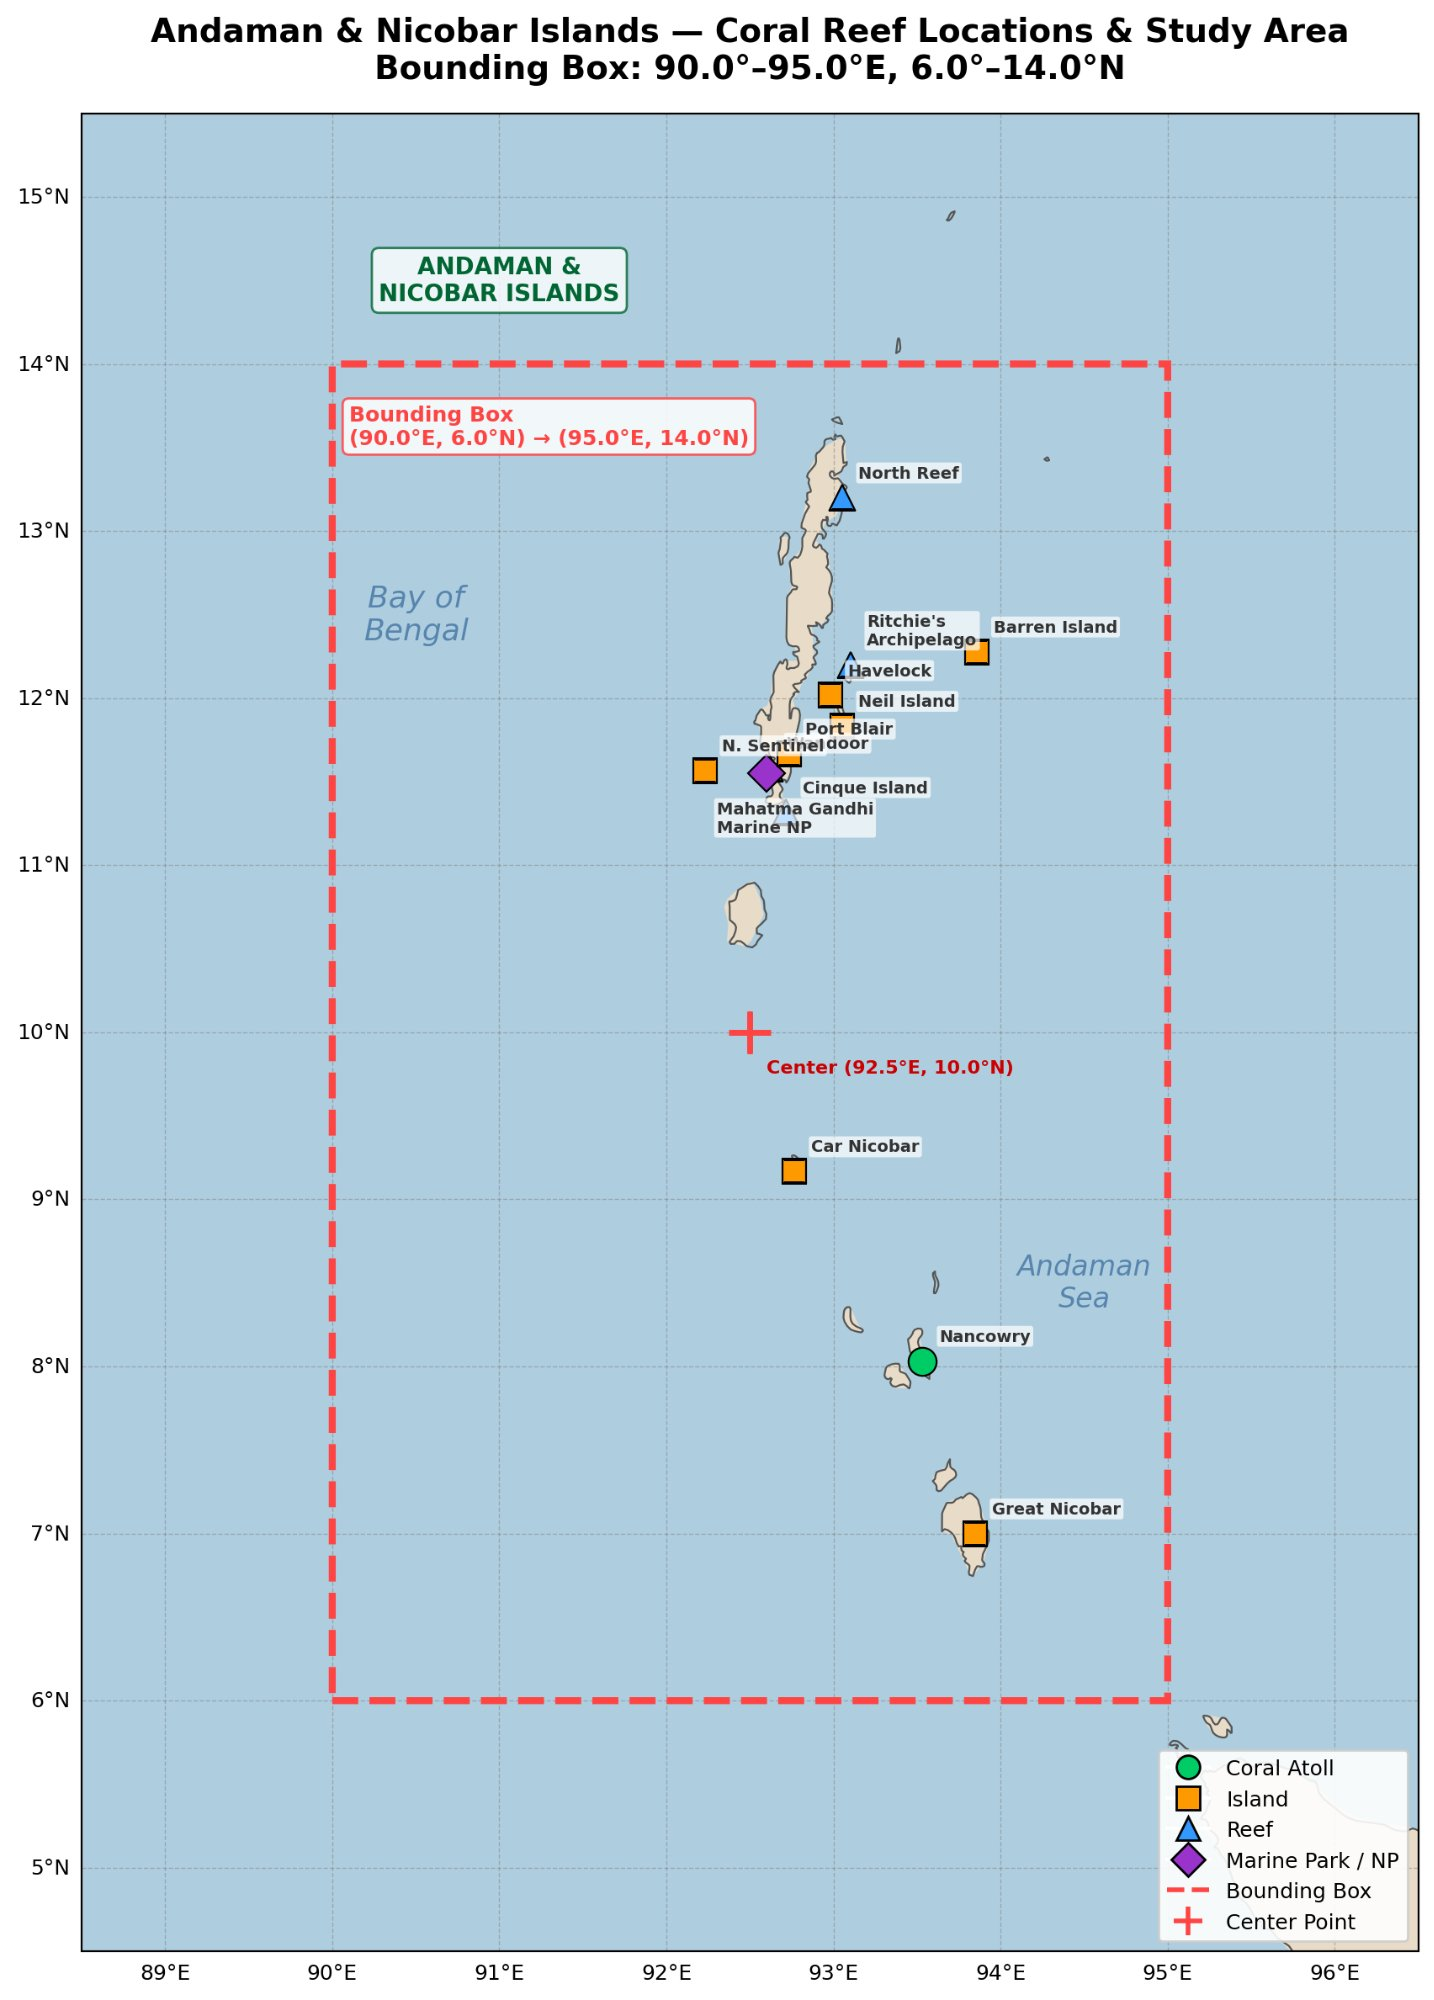 Andaman & Nicobar Islands — Coral Reef Locations & Study Area
Bounding Box: 90.0°–95.0°E, 6.0°–14.0°N
15°N
ANDAMAN &
NICOBAR ISLANDS
14°N
Bounding Box
(90.0°E, 6.0°N) → (95.0°E, 14.0°N)
North Reef
13°N
Bay of
Bengal
Ritchie's
Archipelago
Barren Island
Havelock
12°N
Neil Island
Port Blair
N. Sentinel
Cinque Island
Mahatma Gandhi
Marine NP
11°N
10°N
Center (92.5°E, 10.0°N)
Car Nicobar
9°N
Andaman
Sea
Nancowry
8°N
Great Nicobar
7°N
6°N
5°N
Coral Atoll
Island
Reef
Marine Park / NP
Bounding Box
Center Point
89°E
90°E
91°E
92°E
93°E
94°E
95°E
96°E